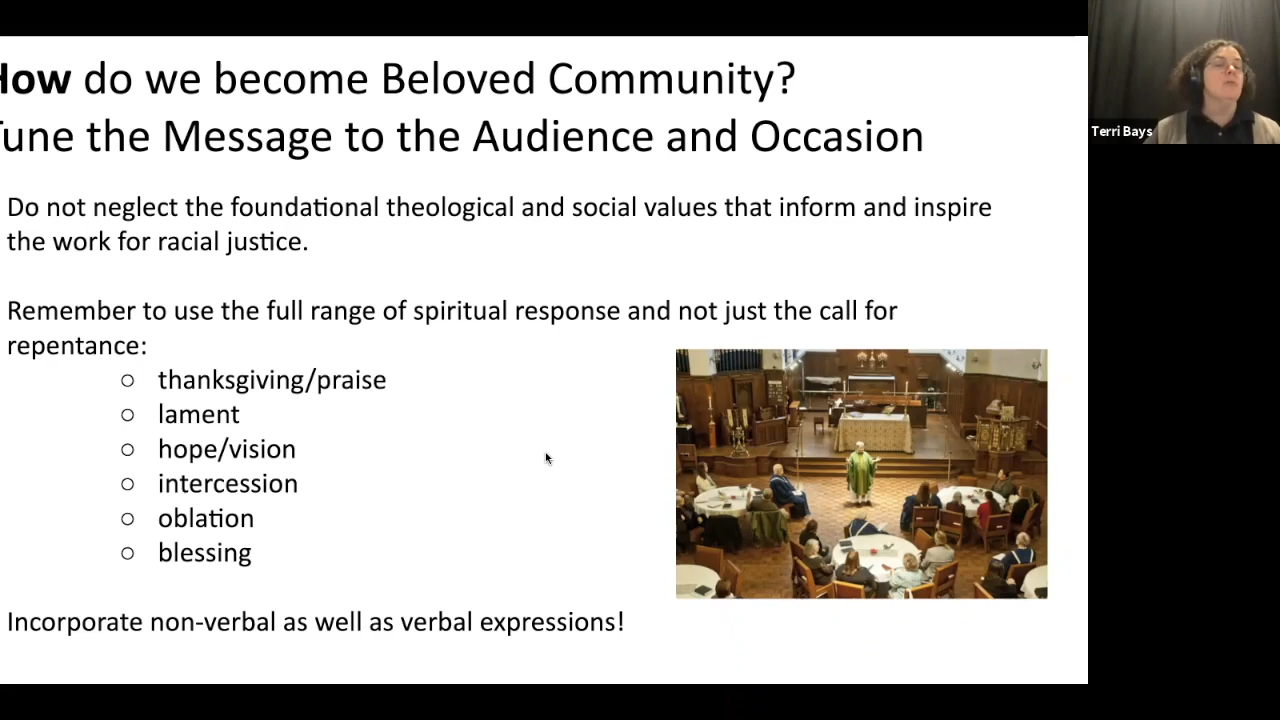 How do we become Beloved Community?
Tune the Message to the Audience and Occasion
Do not neglect the foundational theological and social values that inform and inspire
the work for racial justice.
Remember to use the full range of spiritual response and not just the call for
repentance:
○ thanksgiving/praise
○ lament
○ hope/vision
○ intercession
○ oblation
○ blessing
Incorporate non-verbal as well as verbal expressions!
Terri Bays